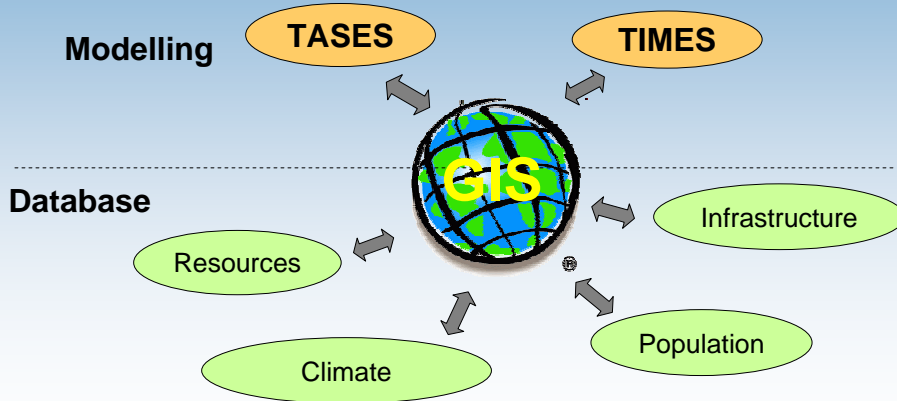 TASES
TIMES
Modelling
GIS
Database
Infrastructure
Resources
®
Population
Climate